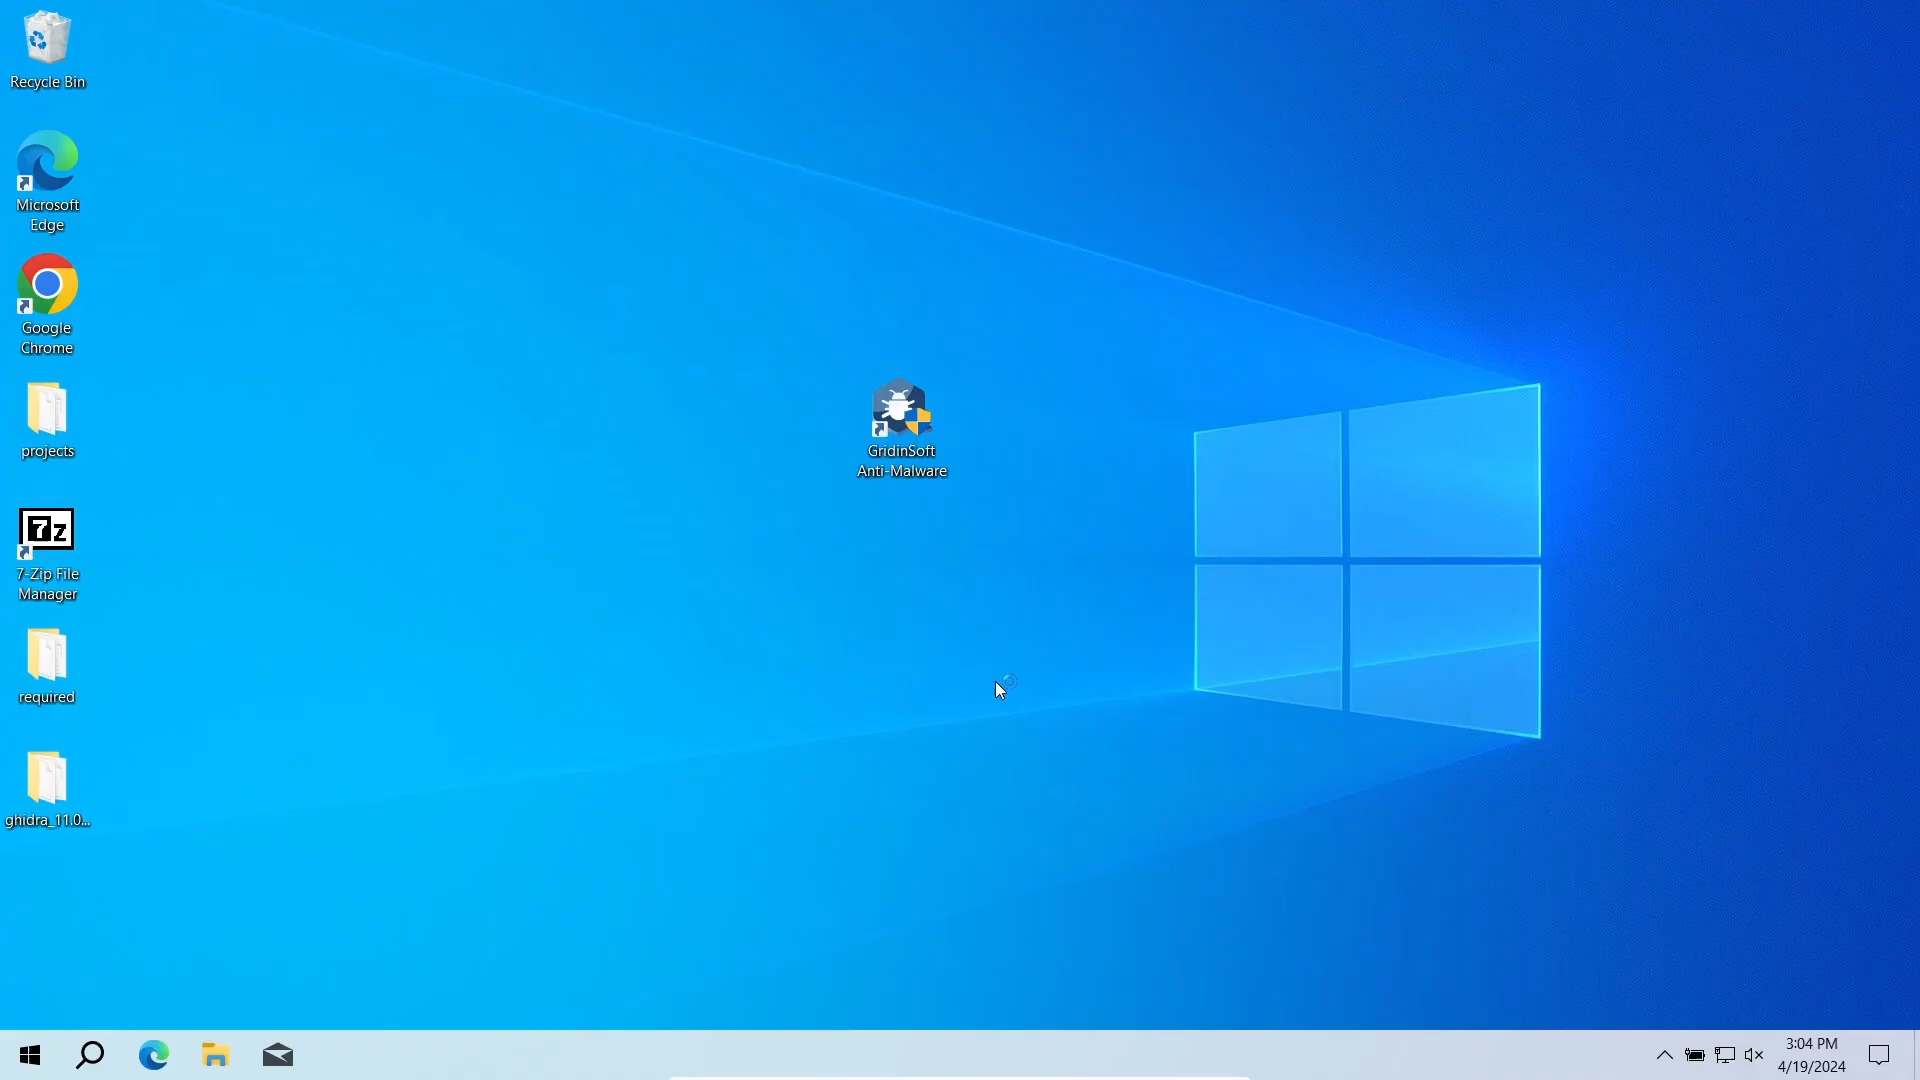 Recycle Bin
Microsoft
Edge
Google
Chrome
projects
7z
7-Zip File
Manager
required
ghidra_11.0...
GridinSoft
Anti-Malware
3:04 PM
4/19/2024